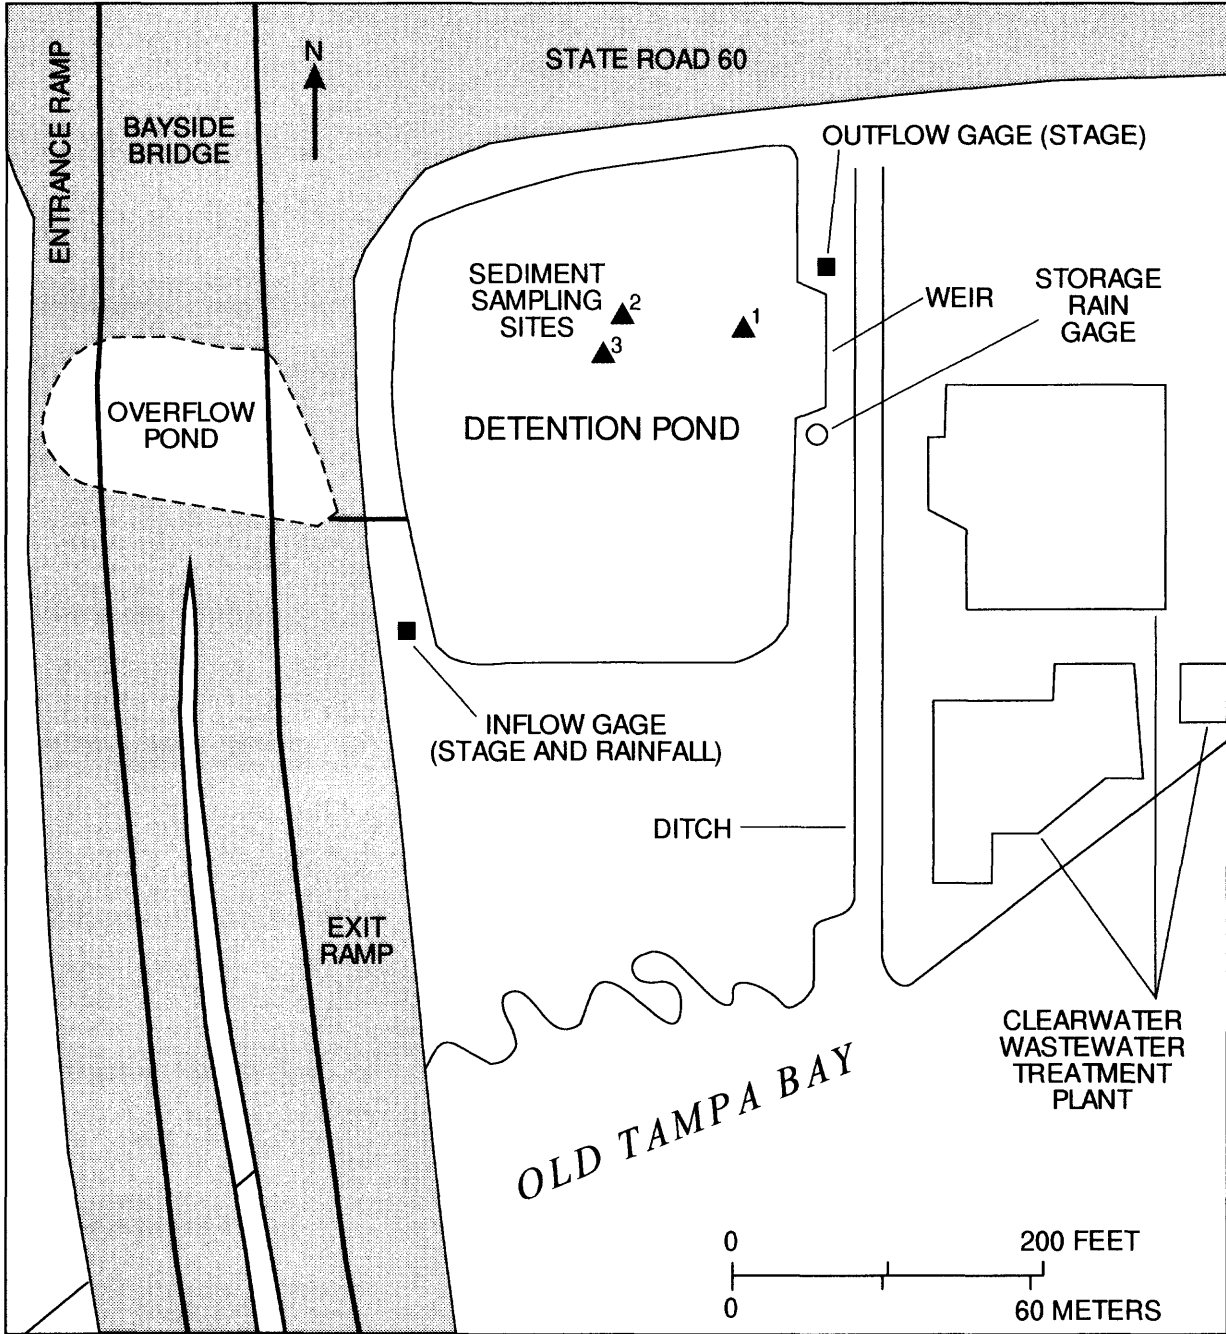 STATE ROAD 60
N
ENTRANCE RAMP
BAYSIDE
BRIDGE
OUTFLOW GAGE (STAGE)
SEDIMENT
SAMPLING
SITES
2
1
3
WEIR
STORAGE
RAIN
GAGE
OVERFLOW
POND
DETENTION POND
INFLOW GAGE
(STAGE AND RAINFALL)
DITCH
EXIT
RAMP
CLEARWATER
WASTEWATER
TREATMENT
PLANT
OLD TAMPA BAY
0 200 FEET
0 60 METERS